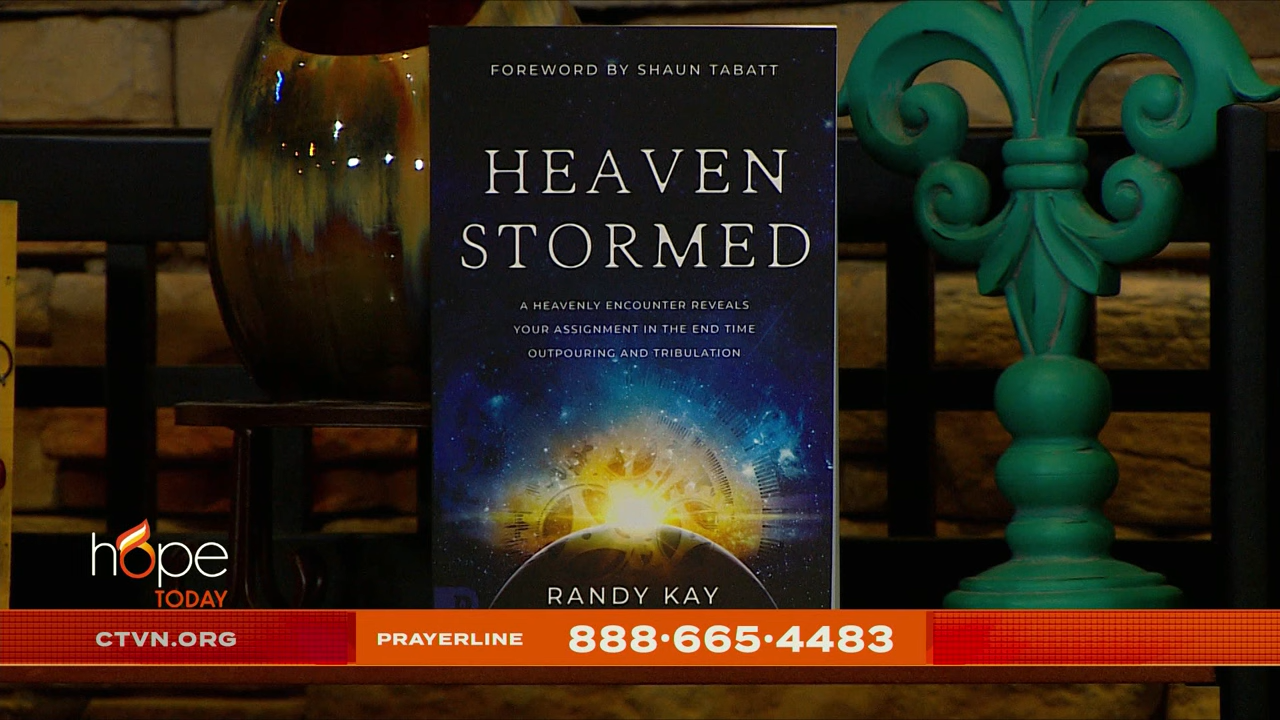 FOREWORD BY SHAUN TABATT
HEAVEN
STORMED
A HEAVENLY ENCOUNTER REVEALS
YOUR ASSIGNMENT IN THE END TIME
OUTPOURING AND TRIBULATION
RANDY KAY
hope
TODAY
CTVN.ORG
PRAYERLINE
888•665•4483